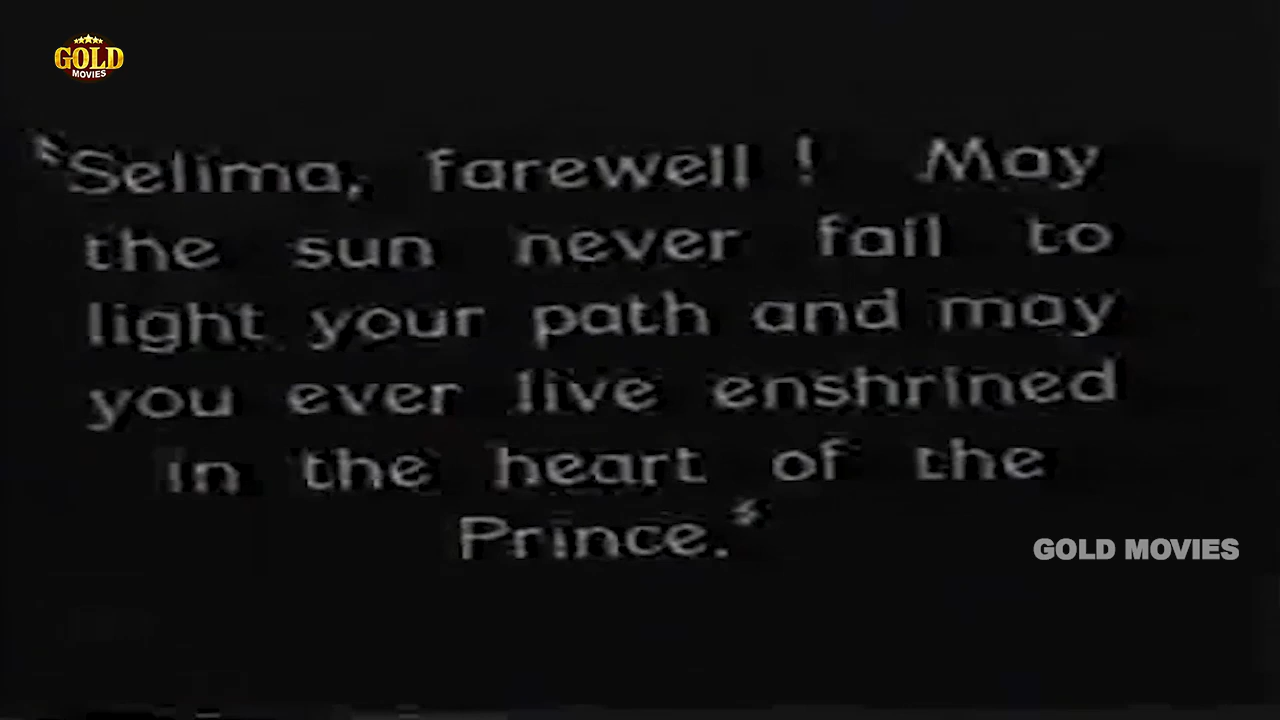 GOLD
MOVIES
"Selima, farewell ! May
the sun never fail to
light your path and may
you ever live enshrined
in the heart of the
Prince."
GOLD MOVIES